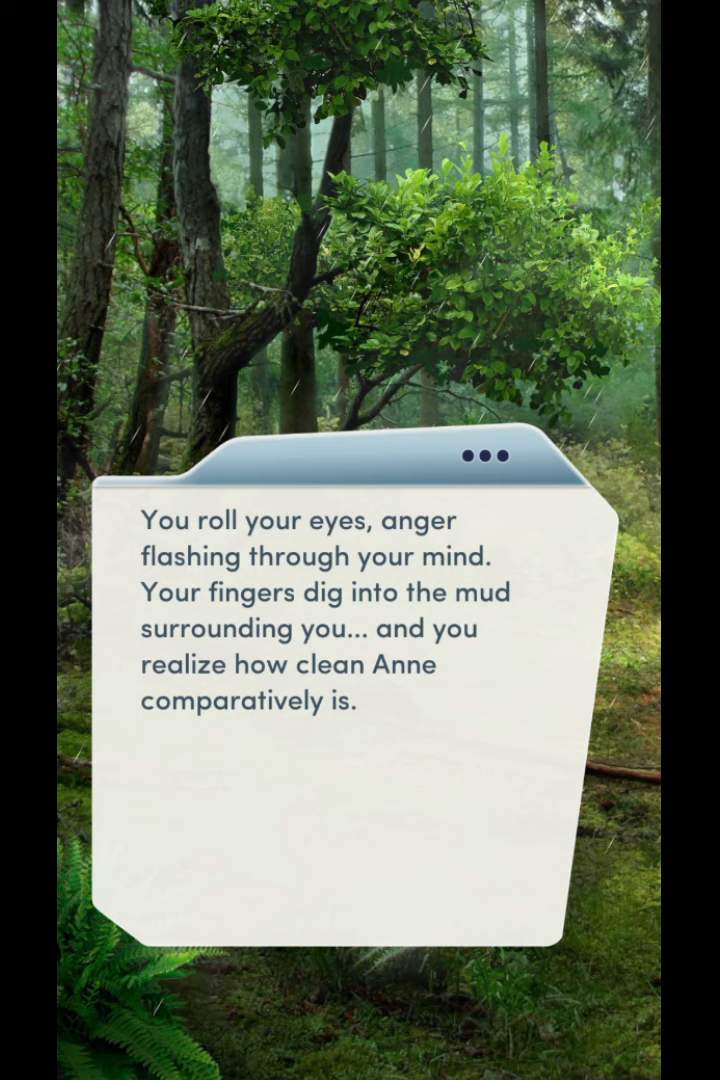 You roll your eyes, anger
flashing through your mind.
Your fingers dig into the mud
surrounding you... and you
realize how clean Anne
comparatively is.